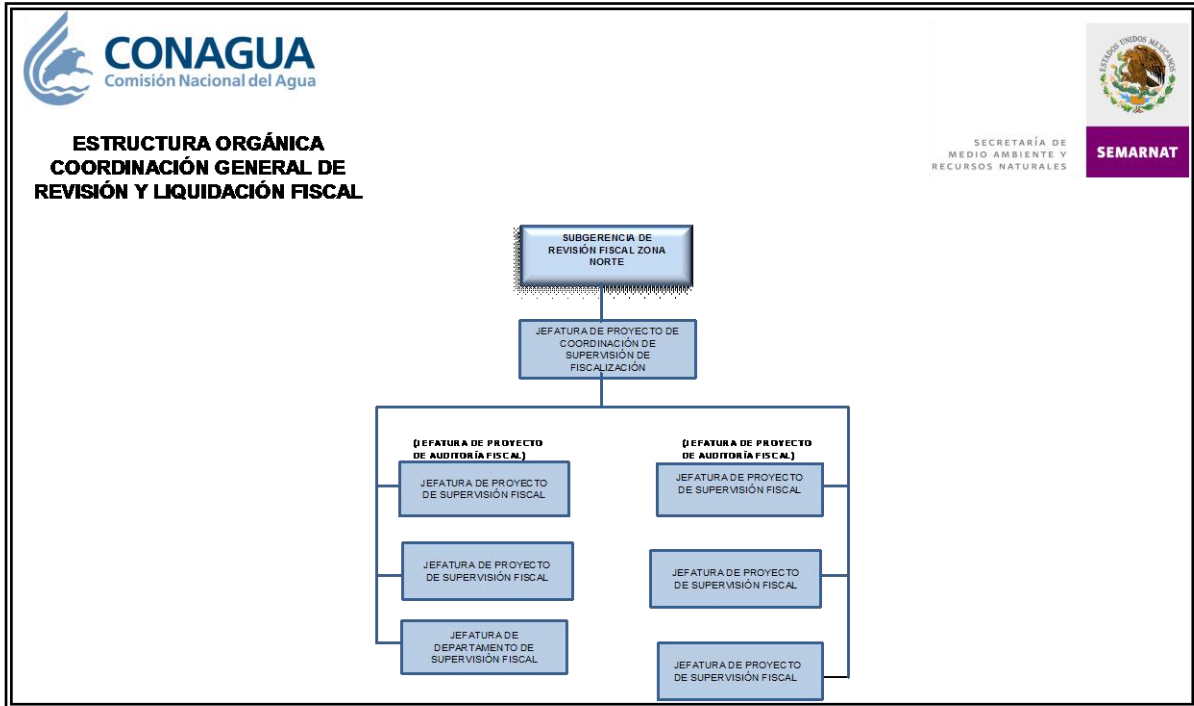 CONAGUA
Comisión Nacional del Agua
ESTADOS UNIDOS MEXICANOS
SECRETARÍA DE
MEDIO AMBIENTE Y
RECURSOS NATURALES
SEMARNAT
ESTRUCTURA ORGÁNICA
COORDINACIÓN GENERAL DE
REVISIÓN Y LIQUIDACIÓN FISCAL
SUBGERENCIA DE
REVISIÓN FISCAL ZONA
NORTE
JEFATURA DE PROYECTO DE
COORDINACIÓN DE
SUPERVISIÓN DE
FISCALIZACIÓN
(JEFATURA DE PROYECTO
DE AUDITORÍA FISCAL)
JEFATURA DE PROYECTO
DE SUPERVISIÓN FISCAL
JEFATURA DE PROYECTO
DE SUPERVISIÓN FISCAL
JEFATURA DE
DEPARTAMENTO DE
SUPERVISIÓN FISCAL
(JEFATURA DE PROYECTO
DE AUDITORÍA FISCAL)
JEFATURA DE PROYECTO
DE SUPERVISIÓN FISCAL
JEFATURA DE PROYECTO
DE SUPERVISIÓN FISCAL
JEFATURA DE PROYECTO
DE SUPERVISIÓN FISCAL